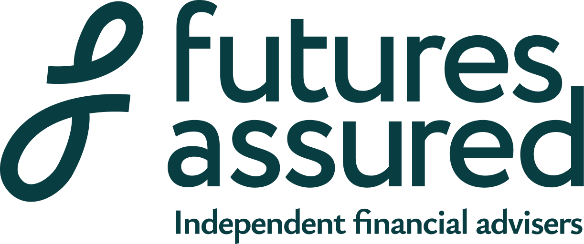 futures
assured
Independent financial advisers